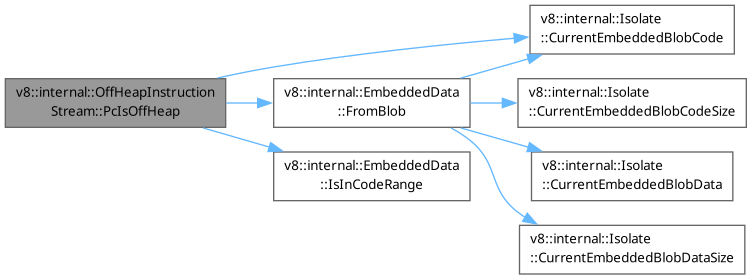 v8::internal::OffHeapInstruction
Stream::PcIsOffHeap
v8::internal::EmbeddedData
::FromBlob
v8::internal::EmbeddedData
::IsInCodeRange
v8::internal::Isolate
::CurrentEmbeddedBlobCode
v8::internal::Isolate
::CurrentEmbeddedBlobCodeSize
v8::internal::Isolate
::CurrentEmbeddedBlobData
v8::internal::Isolate
::CurrentEmbeddedBlobDataSize